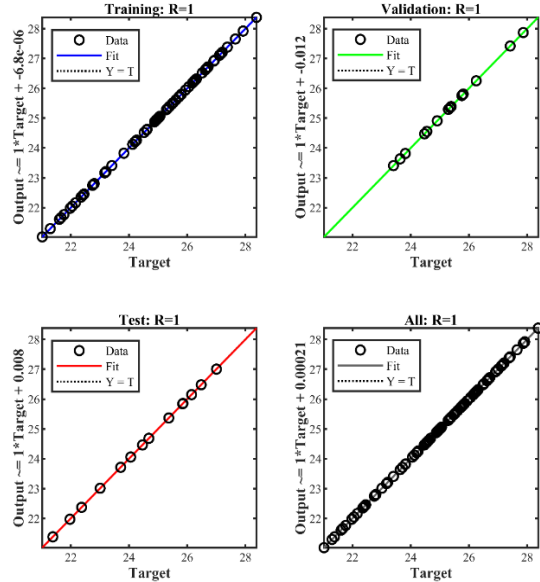 Training: R=1
Output ~= 1*Target + -6.8e-06
Data
Fit
Y = T
28
27
26
25
24
23
22
22 24 26 28
Target
Validation: R=1
Output ~= 1*Target + -0.012
Data
Fit
Y = T
28
27
26
25
24
23
22
22 24 26 28
Target
Test: R=1
Output ~= 1*Target + 0.008
Data
Fit
Y = T
28
27
26
25
24
23
22
22 24 26 28
Target
All: R=1
Output ~= 1*Target + 0.00021
Data
Fit
Y = T
28
27
26
25
24
23
22
22 24 26 28
Target